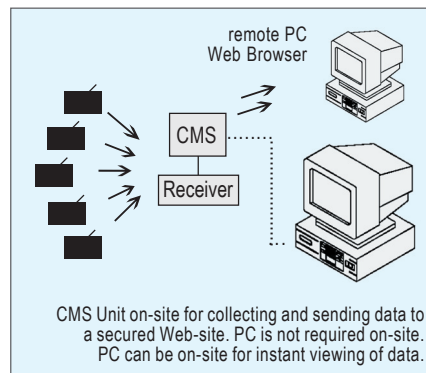 remote PC
Web Browser
CMS
Receiver
CMS Unit on-site for collecting and sending data to
a secured Web-site. PC is not required on-site.
PC can be on-site for instant viewing of data.